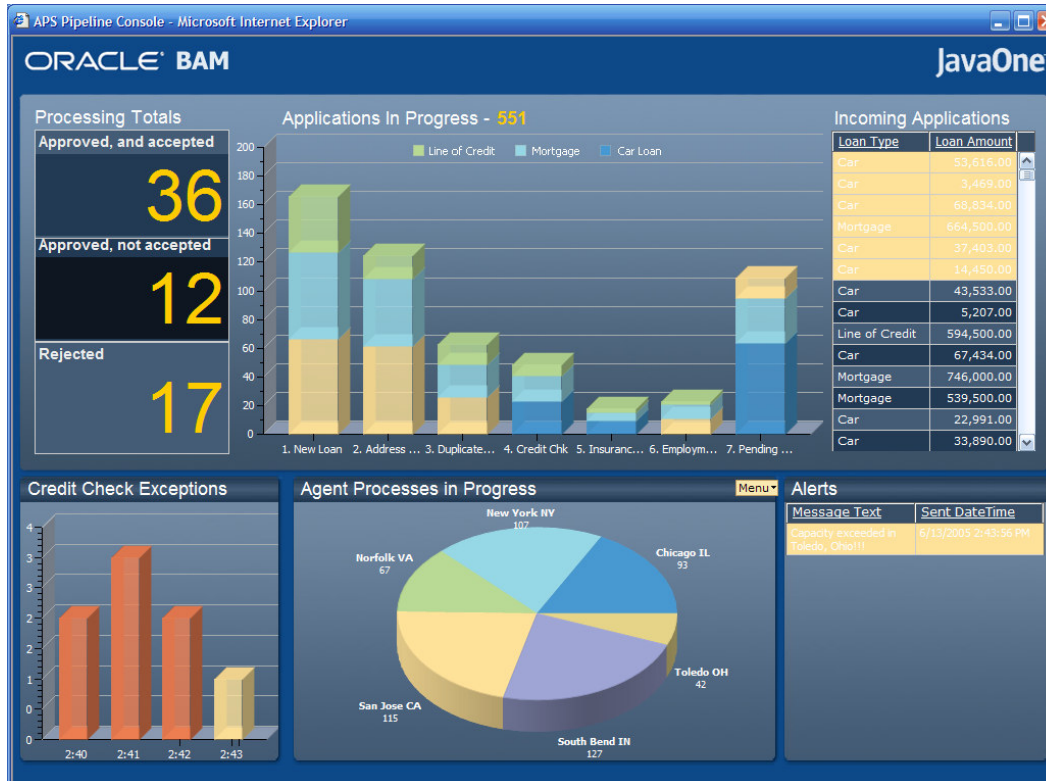 APS Pipeline Console - Microsoft Internet Explorer
ORACLE BAM
JavaOne
Processing Totals
Approved, and accepted
36
Approved, not accepted
12
Rejected
17
Applications In Progress - 551
Line of Credit Mortgage Car Loan
200
180
160
140
120
100
80
60
40
20
0
1. New Loan 2. Address ... 3. Duplicate... 4. Credit Chk 5. Insuranc... 6. Employm... 7. Pending ...
Incoming Applications
Loan Type Loan Amount
Car 53,616.00
Car 3,469.00
Car 68,834.00
Mortgage 664,500.00
Car 37,403.00
Car 14,450.00
Car 43,533.00
Car 5,207.00
Line of Credit 594,500.00
Car 67,434.00
Mortgage 746,000.00
Mortgage 539,500.00
Car 22,991.00
Car 33,890.00
Credit Check Exceptions
4
3
3
2
2
1
0
0
2:40 2:41 2:42 2:43
Agent Processes in Progress
Menu
New York NY
107
Chicago IL
93
Norfolk VA
67
Toledo OH
42
San Jose CA
115
South Bend IN
127
Alerts
Message Text Sent DateTime
Capacity exceeded in 6/13/2005 2:43:56 PM
Toledo, Ohio!!!